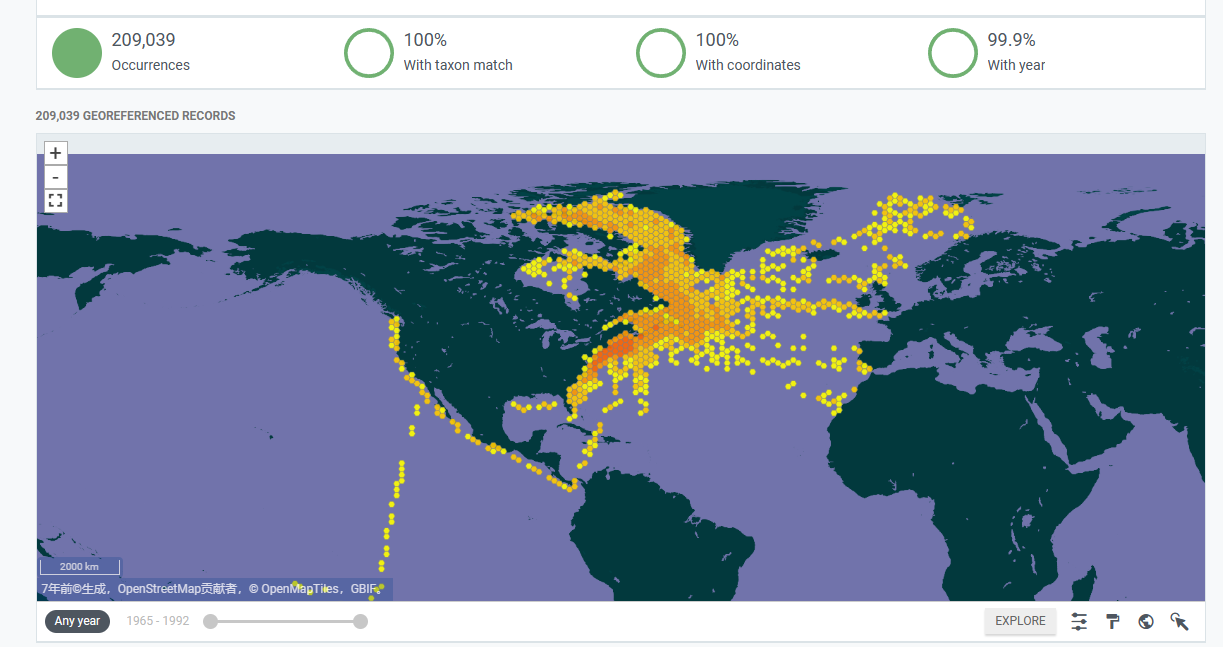 209,039
Occurrences
100%
With taxon match
100%
With coordinates
99.9%
With year
209,039 GEOREFERENCED RECORDS
+
-
2000 km
7年前©生成，OpenStreetMap贡献者，© OpenMapTiles，GBIF。
Any year
1965 - 1992
EXPLORE